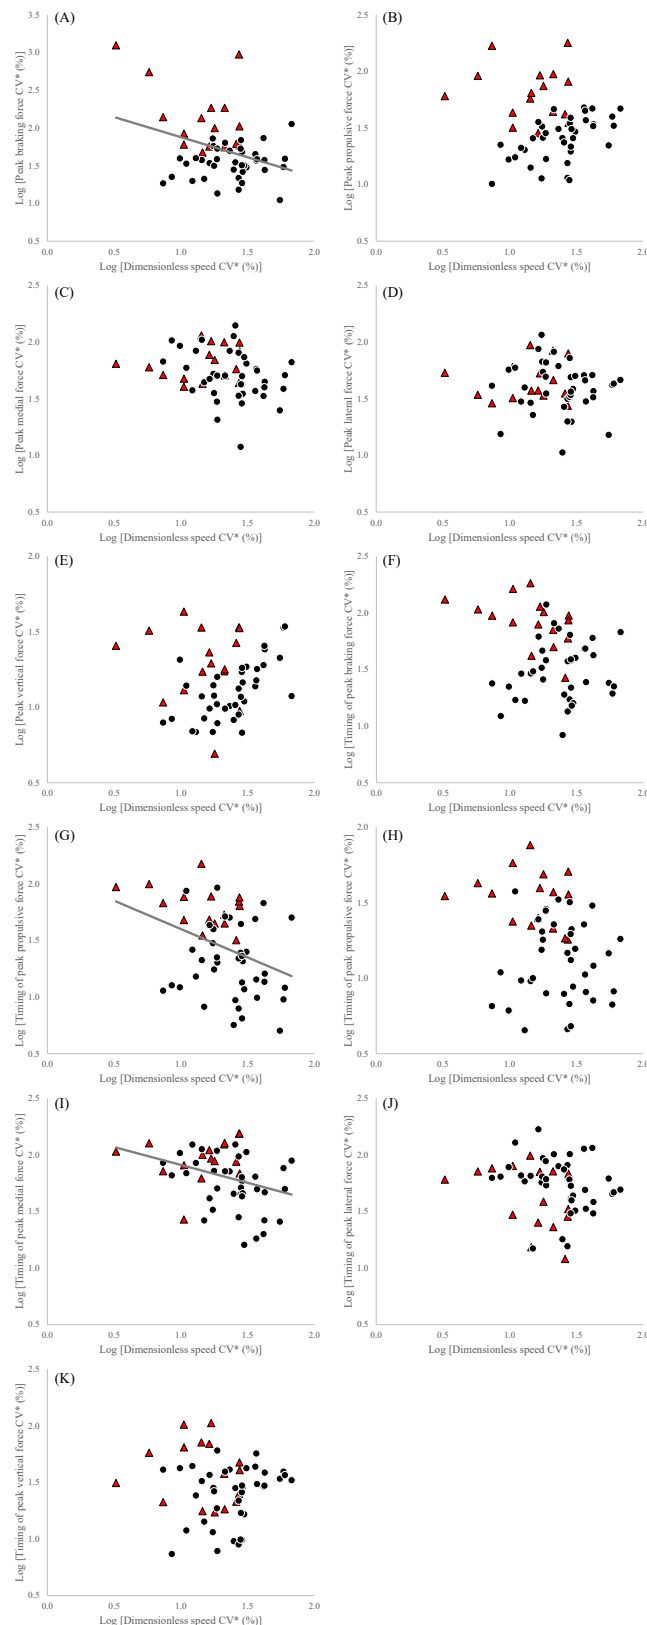 (A)
Log [Peak braking force CV* (%)]
3.5
3.0
2.5
2.0
1.5
1.0
0.5
0.0 0.5 1.0 1.5 2.0
Log [Dimensionless speed CV* (%)]
(B)
Log [Peak propulsive force CV* (%)]
2.5
2.0
1.5
1.0
0.5
0.0 0.5 1.0 1.5 2.0
Log [Dimensionless speed CV* (%)]
(C)
Log [Peak medial force CV* (%)]
2.5
2.0
1.5
1.0
0.5
0.0 0.5 1.0 1.5 2.0
Log [Dimensionless speed CV* (%)]
(D)
Log [Peak lateral force CV* (%)]
2.5
2.0
1.5
1.0
0.5
0.0 0.5 1.0 1.5 2.0
Log [Dimensionless speed CV* (%)]
(E)
Log [Peak vertical force CV* (%)]
2.0
1.5
1.0
0.5
0.0 0.5 1.0 1.5 2.0
Log [Dimensionless speed CV* (%)]
(F)
Log [Timing of peak braking force CV* (%)]
2.5
2.0
1.5
1.0
0.5
0.0 0.5 1.0 1.5 2.0
Log [Dimensionless speed CV* (%)]
(G)
Log [Timing of peak propulsive force CV* (%)]
2.5
2.0
1.5
1.0
0.5
0.0 0.5 1.0 1.5 2.0
Log [Dimensionless speed CV* (%)]
(H)
Log [Timing of peak propulsive force CV* (%)]
2.0
1.5
1.0
0.5
0.0 0.5 1.0 1.5 2.0
Log [Dimensionless speed CV* (%)]
(I)
Log [Timing of peak medial force CV* (%)]
2.5
2.0
1.5
1.0
0.5
0.0 0.5 1.0 1.5 2.0
Log [Dimensionless speed CV* (%)]
(J)
Log [Timing of peak lateral force CV* (%)]
2.5
2.0
1.5
1.0
0.5
0.0 0.5 1.0 1.5 2.0
Log [Dimensionless speed CV* (%)]
(K)
Log [Timing of peak vertical force CV* (%)]
2.5
2.0
1.5
1.0
0.5
0.0 0.5 1.0 1.5 2.0
Log [Dimensionless speed CV* (%)]